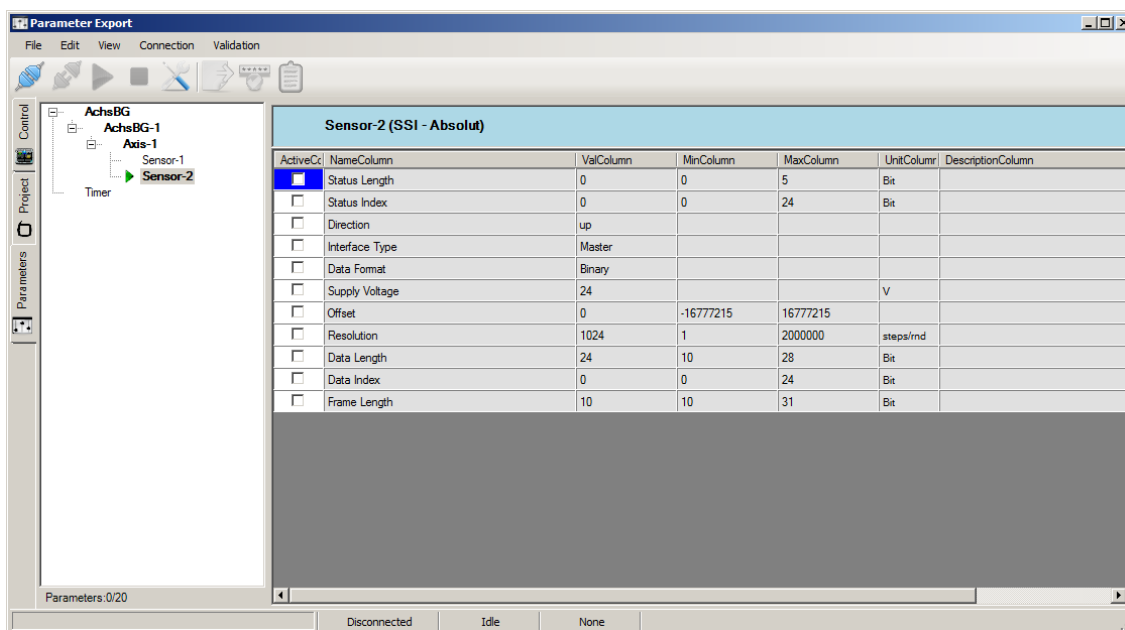 Parameter Export
File Edit View Connection Validation
Control
Project
Parameters
AchsBG
AchsBG-1
Axis-1
Sensor-1
Sensor-2
Timer
Parameters:0/20
Sensor-2 (SSI - Absolut)
ActiveCc NameColumn ValColumn MinColumn MaxColumn UnitColumr DescriptionColumn
Status Length 0 0 5 Bit
Status Index 0 0 24 Bit
Direction up
Interface Type Master
Data Format Binary
Supply Voltage 24 V
Offset 0 -16777215 16777215
Resolution 1024 1 2000000 steps/rnd
Data Length 24 10 28 Bit
Data Index 0 0 24 Bit
Frame Length 10 10 31 Bit
Disconnected Idle None